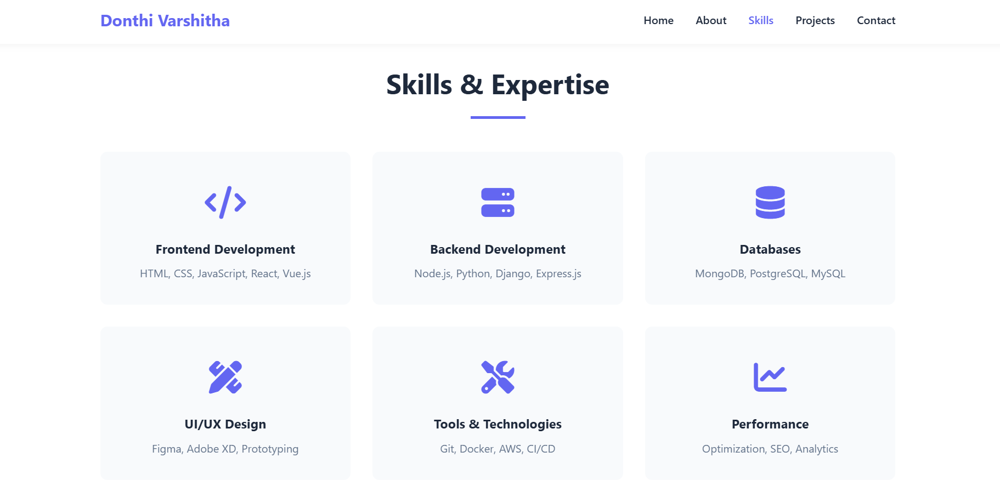 Donthi Varshitha
Home About Skills Projects Contact
Skills & Expertise
Frontend Development
HTML, CSS, JavaScript, React, Vue.js
Backend Development
Node.js, Python, Django, Express.js
Databases
MongoDB, PostgreSQL, MySQL
UI/UX Design
Figma, Adobe XD, Prototyping
Tools & Technologies
Git, Docker, AWS, CI/CD
Performance
Optimization, SEO, Analytics